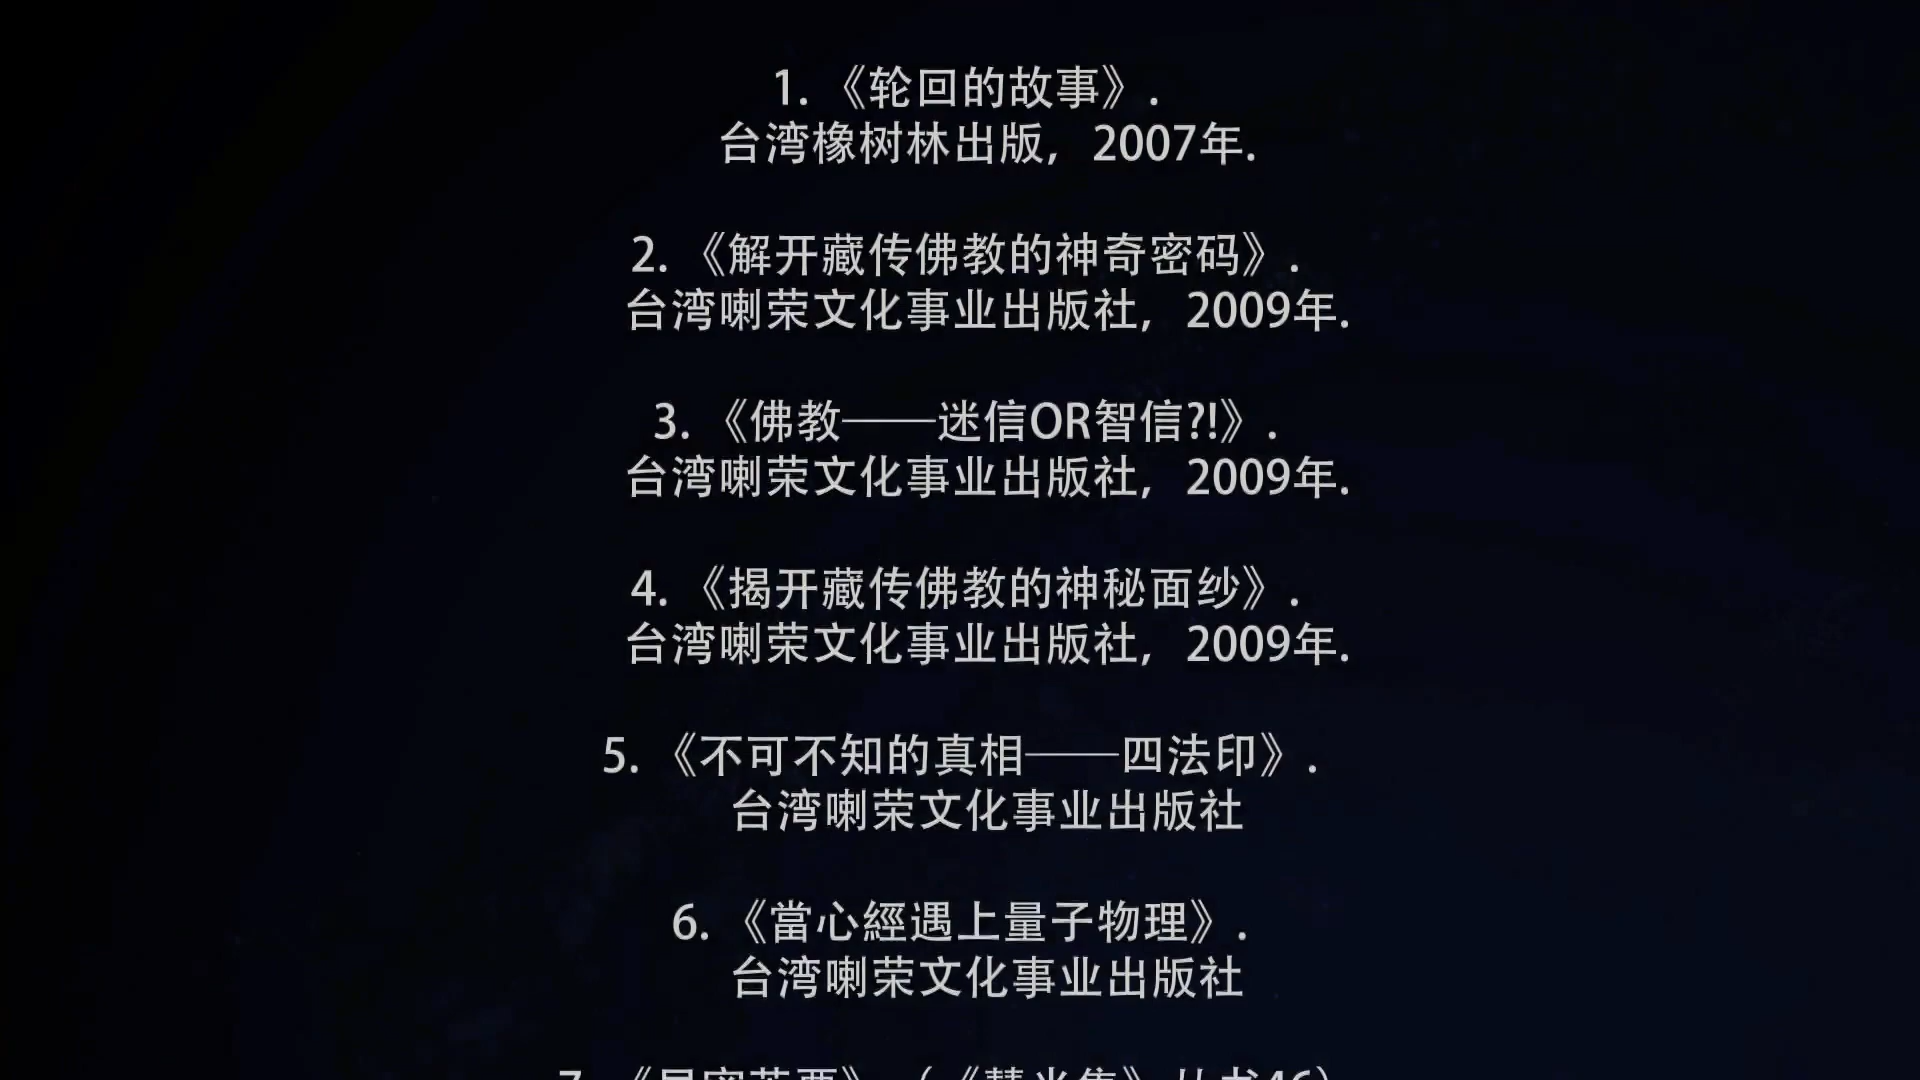 1. 《轮回的故事》.
台湾橡树林出版, 2007年.
2. 《解开藏传佛教的神奇密码》.
台湾喇荣文化事业出版社, 2009年.
3. 《佛教——迷信OR智信?!》.
台湾喇荣文化事业出版社, 2009年.
4. 《揭开藏传佛教的神秘面纱》.
台湾喇荣文化事业出版社, 2009年.
5. 《不可不知的真相——四法印》.
台湾喇荣文化事业出版社
6. 《當心經遇上量子物理》.
台湾喇荣文化事业出版社